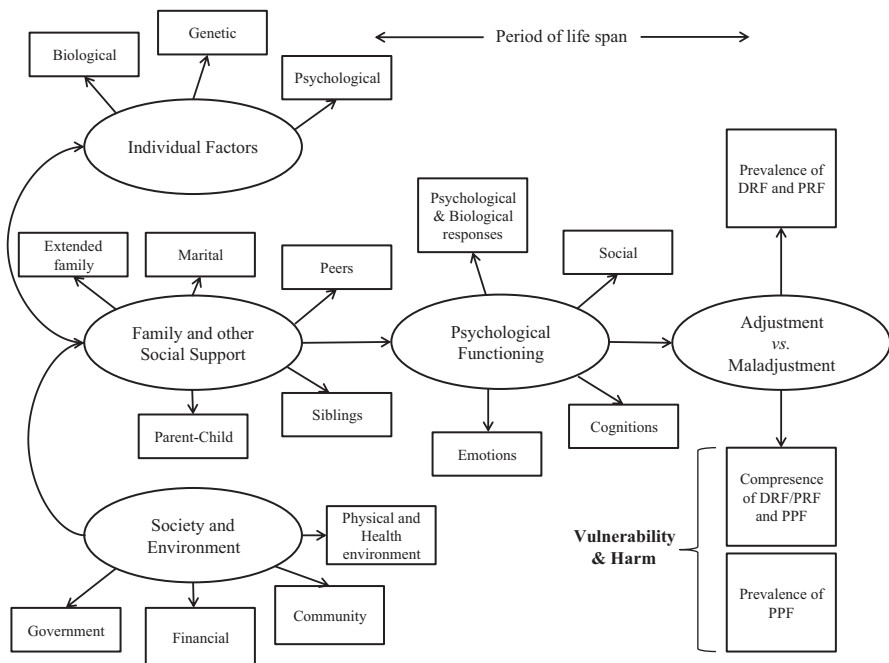 Period of life span
Genetic
Biological
Psychological
Individual Factors
Prevalence of
DRF and PRF
Psychological
& Biological
responses
Extended
family
Marital
Peers
Social
Family and other
Social Support
Psychological
Functioning
Adjustment
vs.
Maladjustment
Parent-Child
Siblings
Emotions
Cognitions
Society and
Environment
Physical and
Health
environment
Government
Financial
Community
Vulnerability
& Harm
Compresence
of DRF/PRF
and PPF
Prevalence of
PPF